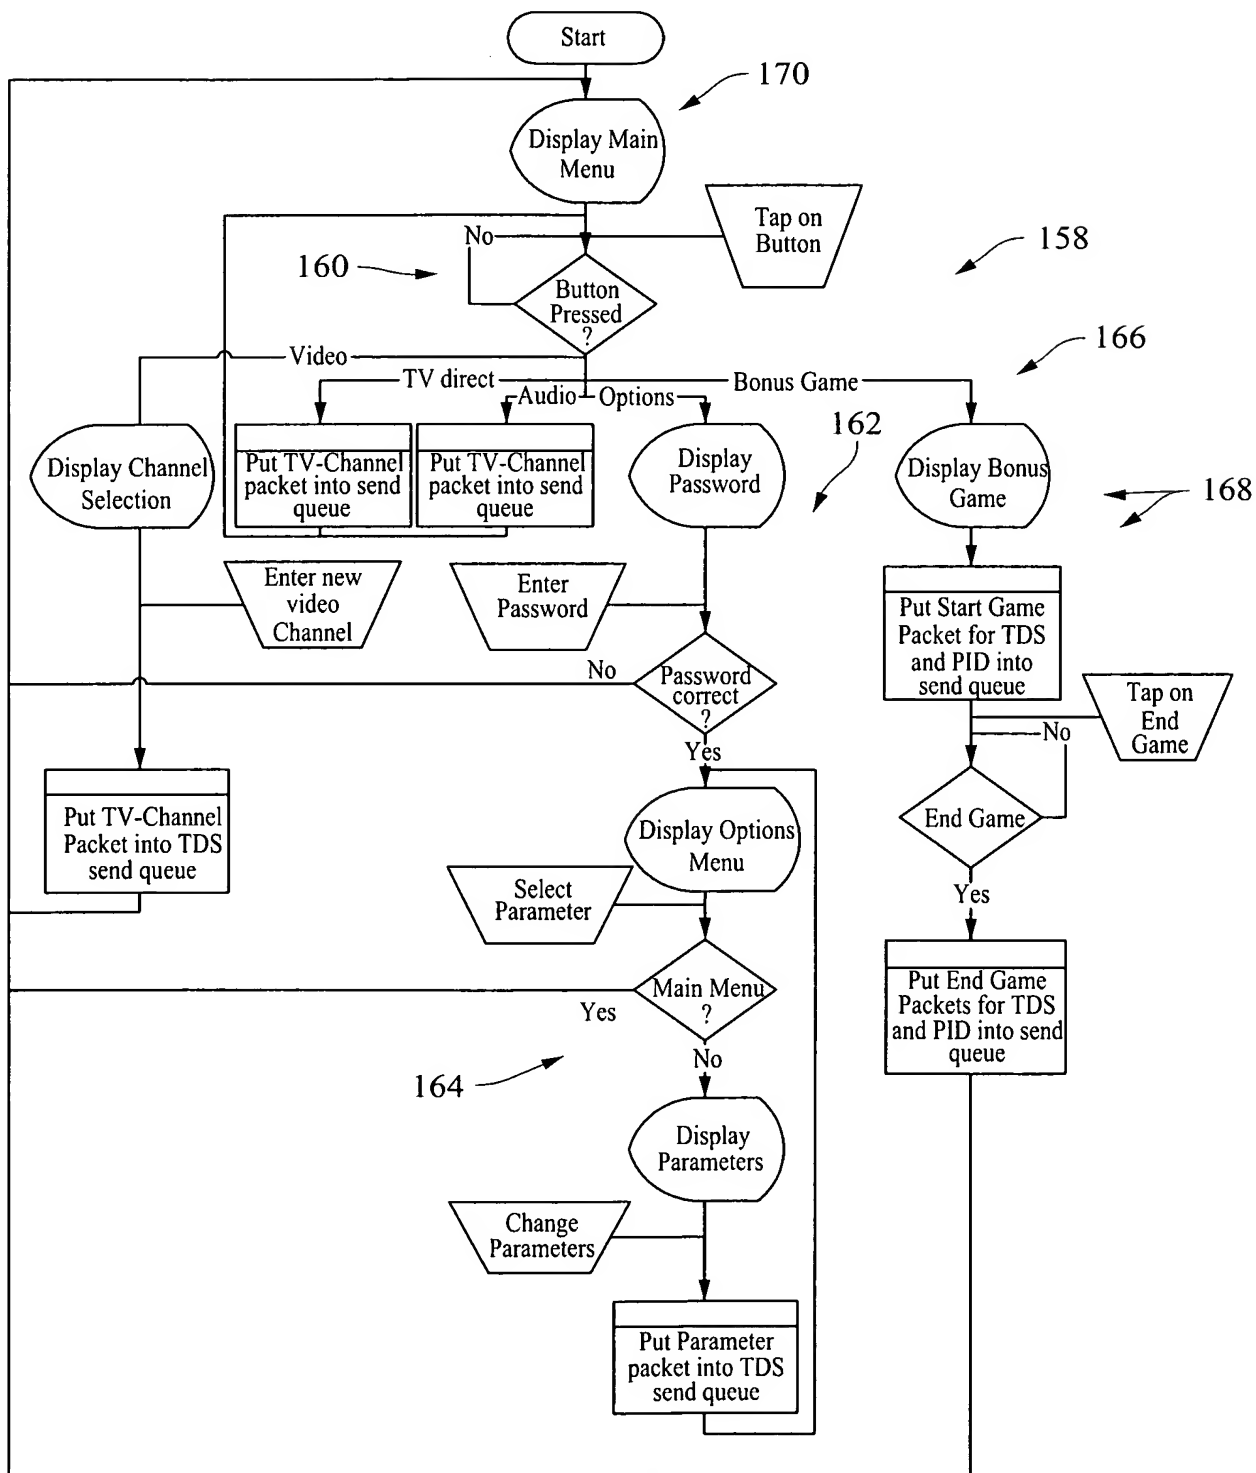 Start
170
Display Main
Menu
Tap on
Button
No
158
160
Button
Pressed
?
166
Video
TV direct
Audio
Options
Bonus Game
162
Display Channel
Selection
Put TV-Channel
packet into send
queue
Put TV-Channel
packet into send
queue
Display
Password
Display Bonus
Game
168
Enter new
video
Channel
Enter
Password
Put Start Game
Packet for TDS
and PID into
send queue
No
Password
correct
?
Tap on
End
Game
No
Yes
Put TV-Channel
Packet into TDS
send queue
Display Options
Menu
End Game
Select
Parameter
Yes
Main Menu
?
Yes
Put End Game
Packets for TDS
and PID into send
queue
No
164
Display
Parameters
Change
Parameters
Put Parameter
packet into TDS
send queue